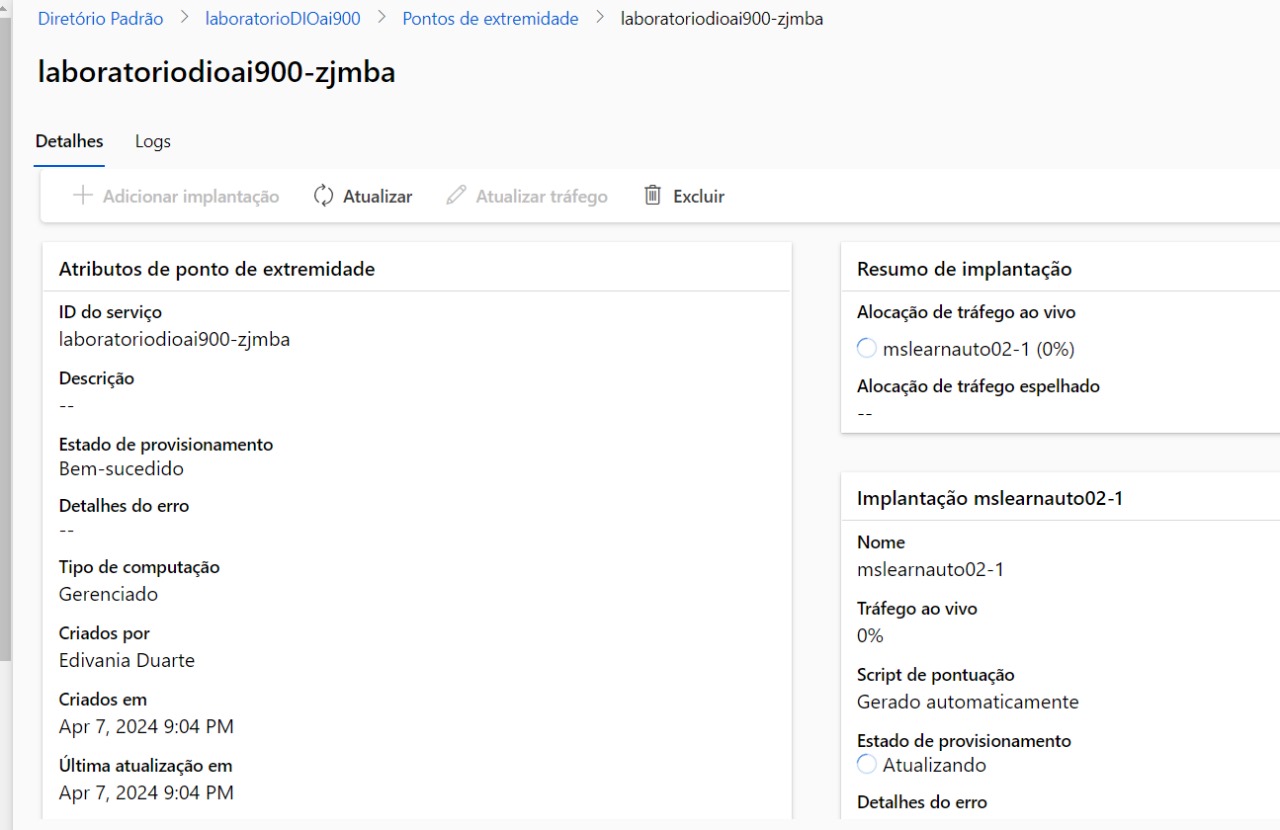 Diretório Padrão > laboratorioDIOai900 > Pontos de extremidade > laboratoriodioai900-zjmba
laboratoriodioai900-zjmba
Detalhes Logs
Adicionar implantação Atualizar Atualizar tráfego Excluir
Atributos de ponto de extremidade
ID do serviço
laboratoriodioai900-zjmba
Descrição
--
Estado de provisionamento
Bem-sucedido
Detalhes do erro
--
Tipo de computação
Gerenciado
Criados por
Edivania Duarte
Criados em
Apr 7, 2024 9:04 PM
Última atualização em
Apr 7, 2024 9:04 PM
Resumo de implantação
Alocação de tráfego ao vivo
mslearnauto02-1 (0%)
Alocação de tráfego espelhado
--
Implantação mslearnauto02-1
Nome
mslearnauto02-1
Tráfego ao vivo
0%
Script de pontuação
Gerado automaticamente
Estado de provisionamento
Atualizando
Detalhes do erro